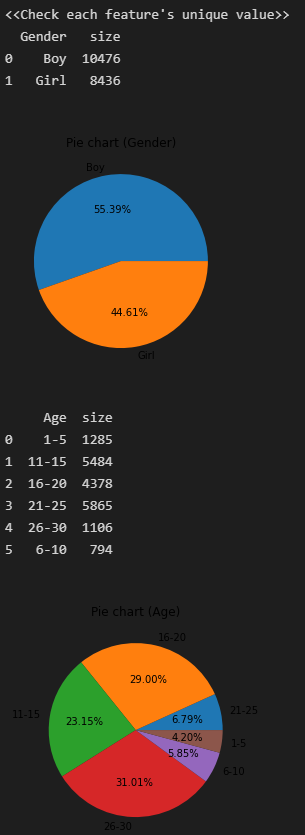 <<Check each feature's unique value>>
Gender size
0 Boy 10476
1 Girl 8436
Pie chart (Gender)
Boy
55.39%
44.61%
Girl
Age size
0 1-5 1285
1 11-15 5484
2 16-20 4378
3 21-25 5865
4 26-30 1106
5 6-10 794
Pie chart (Age)
16-20
29.00%
21-25
11-15
23.15%
6.79%
4.20%
1-5
5.85%
6-10
31.01%
26-30